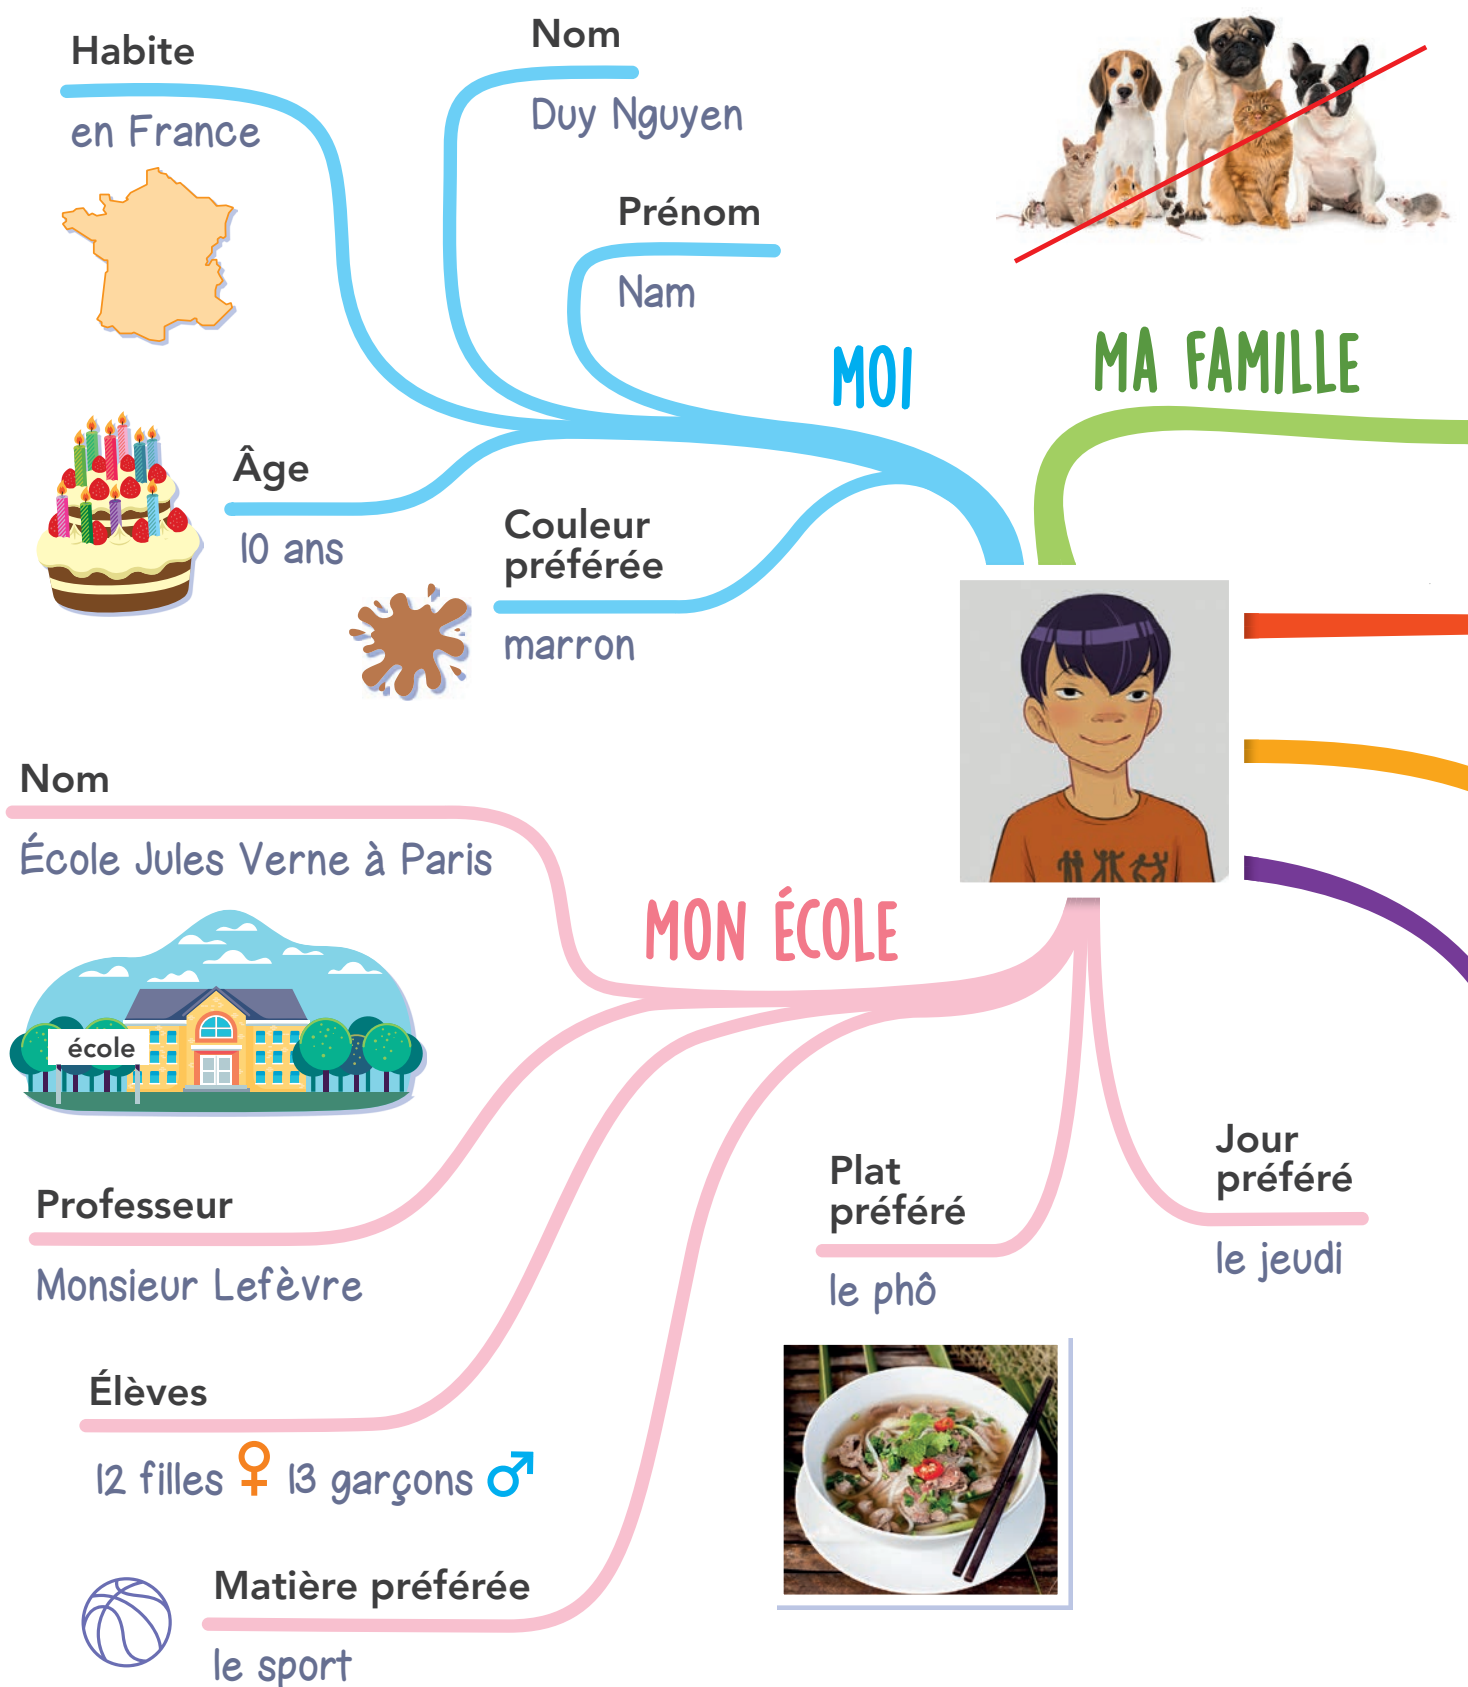 Habite
en France
Nom
Duy Nguyen
Prénom
Nam
MOI
MA FAMILLE
Âge
10 ans
Couleur
préférée
marron
Nom
École Jules Verne à Paris
MON ÉCOLE
école
Professeur
Monsieur Lefèvre
Élèves
12 filles ♀ 13 garçons ♂
Matière préférée
le sport
Plat
préféré
le phô
Jour
préféré
le jeudi